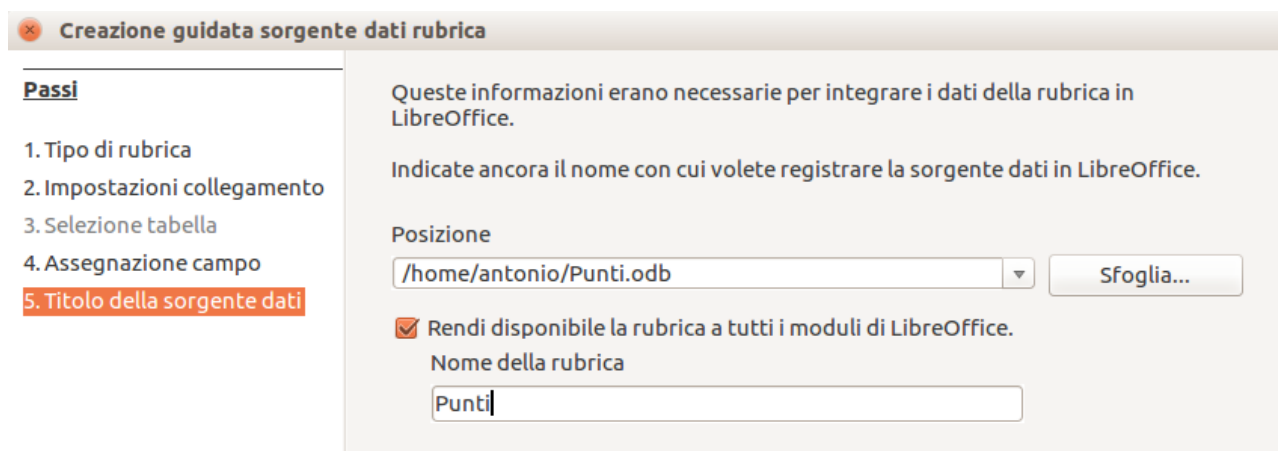 Creazione guidata sorgente dati rubrica
Passi
1. Tipo di rubrica
2. Impostazioni collegamento
3. Selezione tabella
4. Assegnazione campo
5. Titolo della sorgente dati
Queste informazioni erano necessarie per integrare i dati della rubrica in
LibreOffice.
Indicate ancora il nome con cui volete registrare la sorgente dati in LibreOffice.
Posizione
/home/antonio/Punti.odb
Sfoglia...
Rendi disponibile la rubrica a tutti i moduli di LibreOffice.
Nome della rubrica
Punti